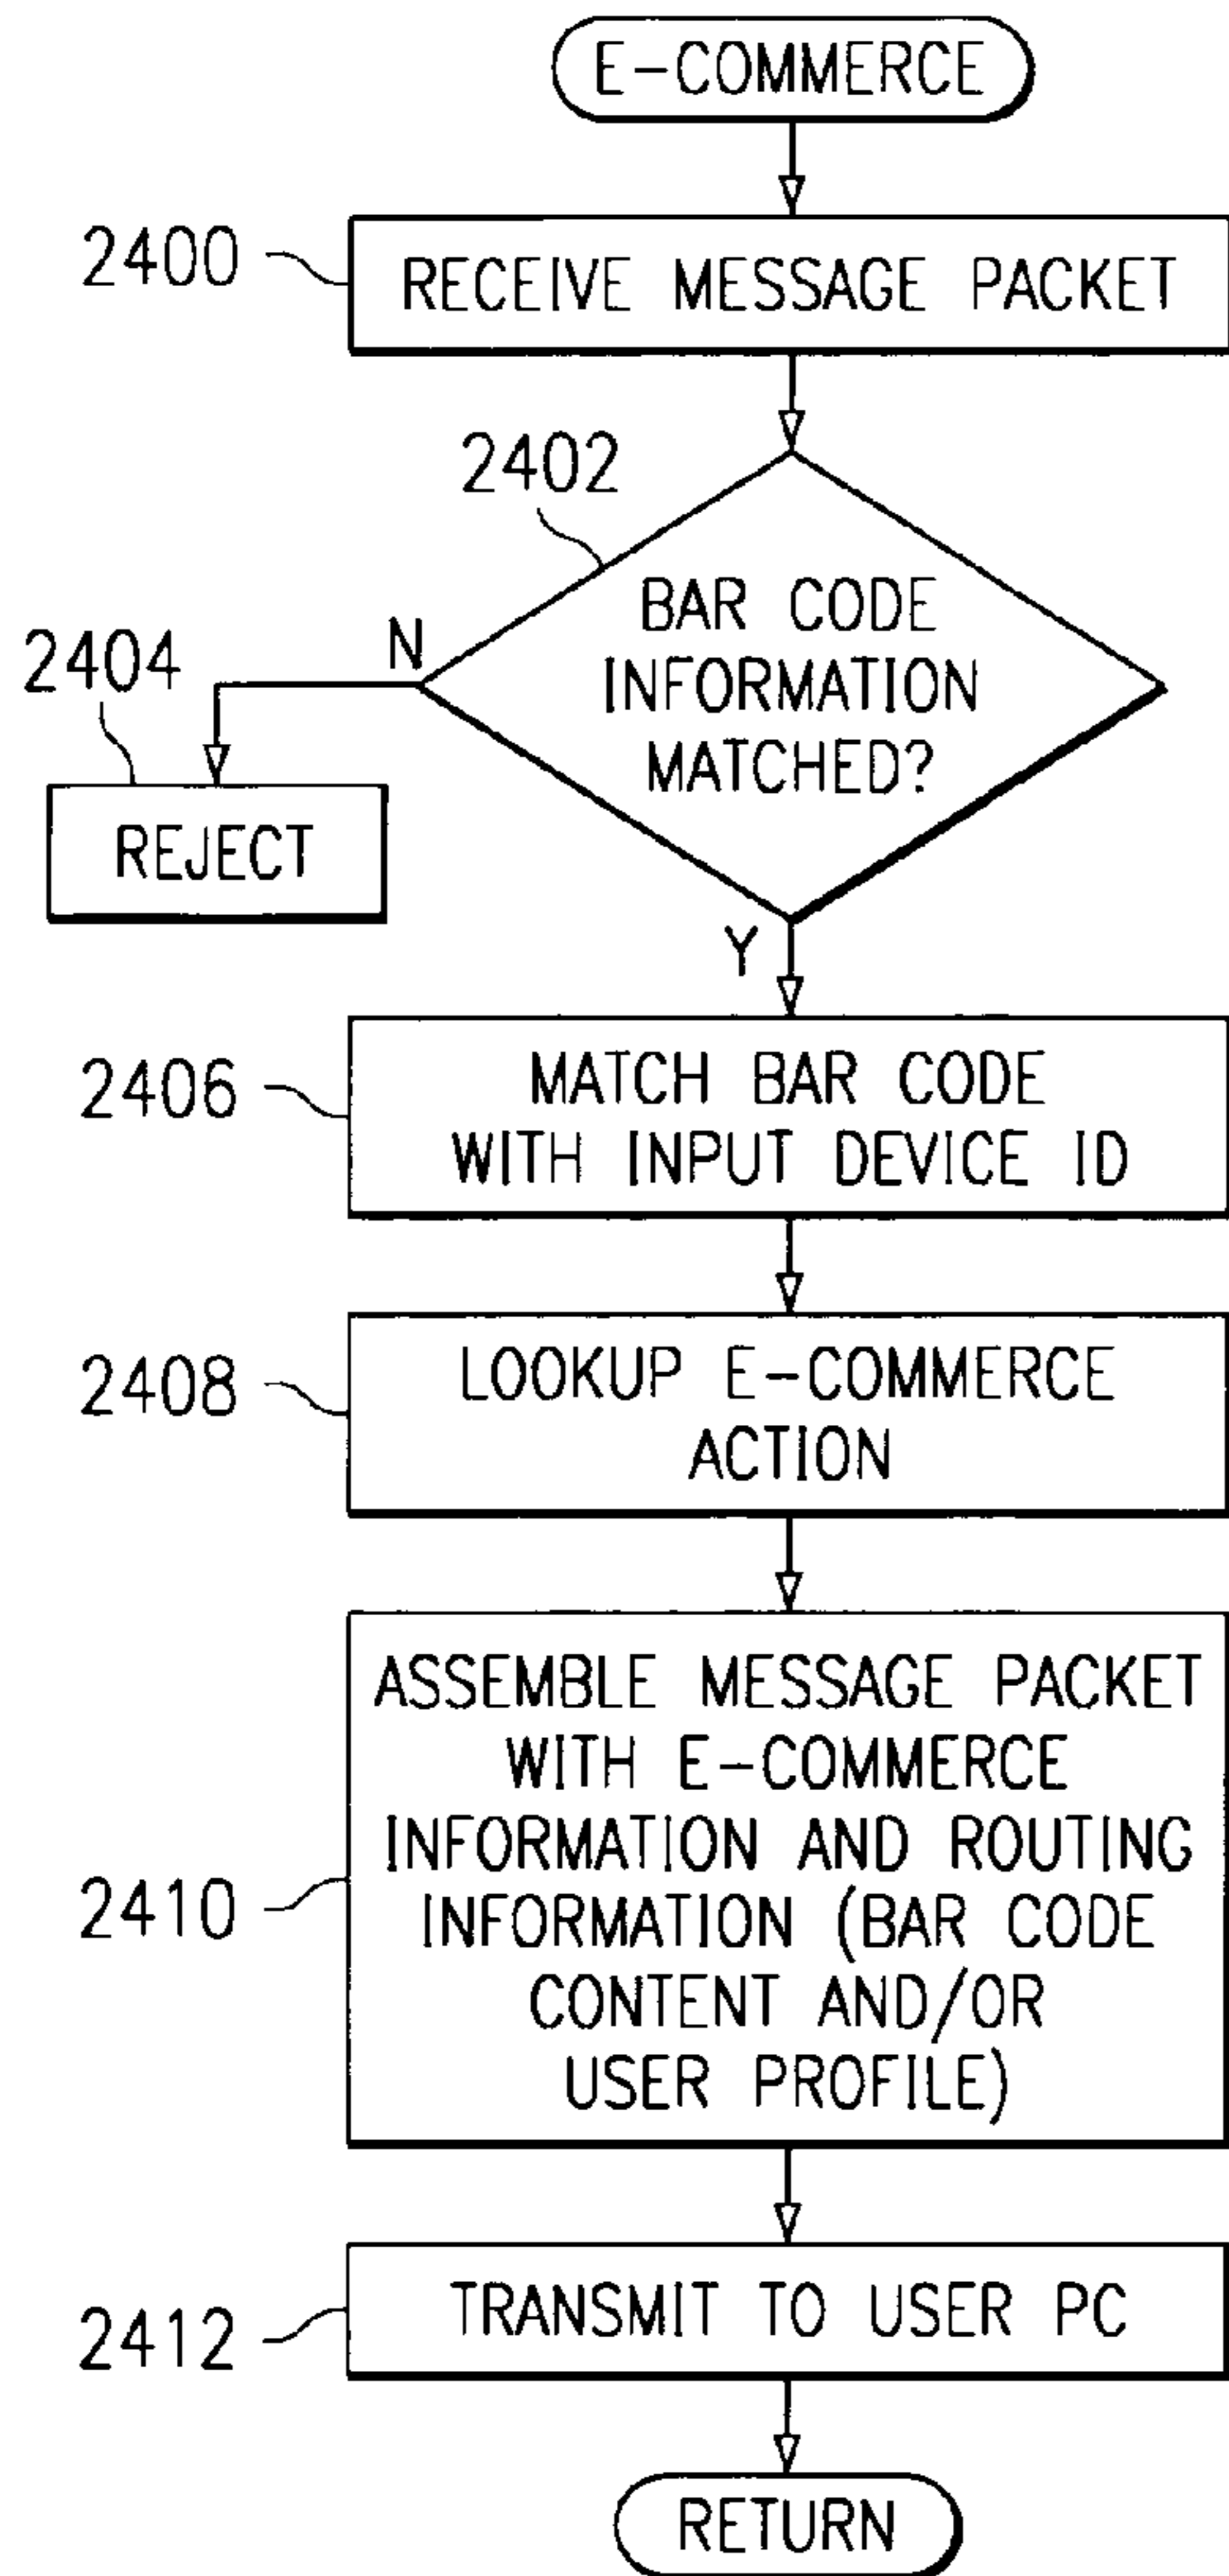 E-COMMERCE
2400
RECEIVE MESSAGE PACKET
2402
BAR CODE
INFORMATION
MATCHED?
N
2404
REJECT
Y
2406
MATCH BAR CODE
WITH INPUT DEVICE ID
2408
LOOKUP E-COMMERCE
ACTION
2410
ASSEMBLE MESSAGE PACKET
WITH E-COMMERCE
INFORMATION AND ROUTING
INFORMATION (BAR CODE
CONTENT AND/OR
USER PROFILE)
2412
TRANSMIT TO USER PC
RETURN